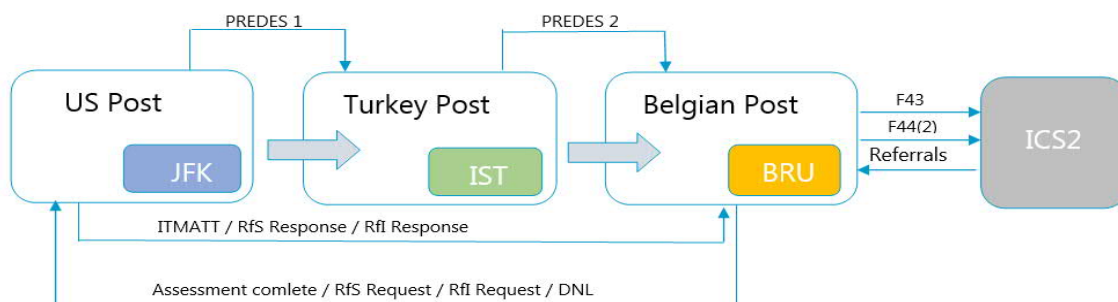 PREDES 1
PREDES 2
US Post
Turkey Post
Belgian Post
F43
F44(2)
Referrals
ICS2
JFK
IST
BRU
ITMATT / RfS Response / RfI Response
Assessment comlete / RfS Request / RfI Request / DNL